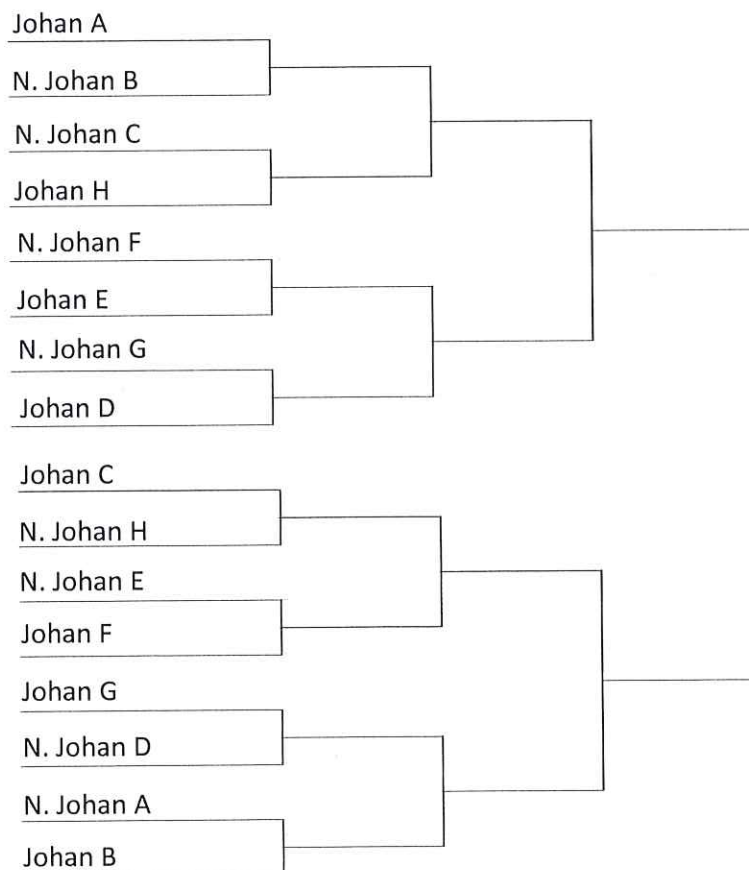 Johan A
N. Johan B
N. Johan C
Johan H
N. Johan F
Johan E
N. Johan G
Johan D
Johan C
N. Johan H
N. Johan E
Johan F
Johan G
N. Johan D
N. Johan A
Johan B